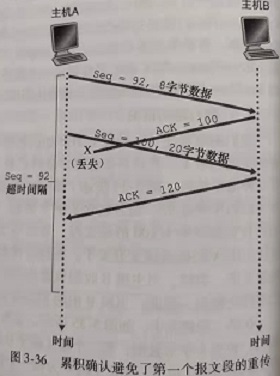 主机A
主机B
Seq = 92, 8字节数据
ACK = 100
Seq = 100, 20字节数据
X
(丢失)
Seq = 92
超时间隔
ACK = 120
时间
时间
图3-36 累积确认避免了第一个报文段的重传